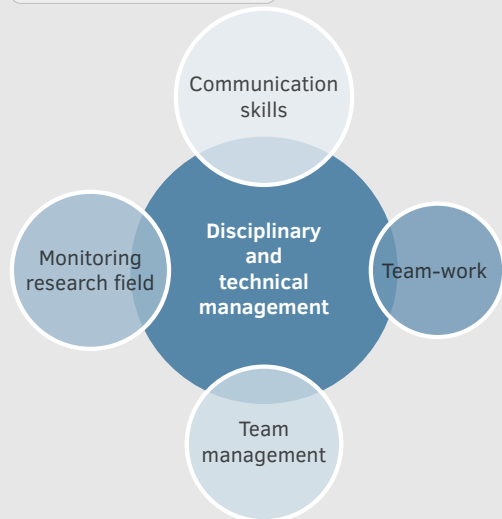 Communication
skills
Disciplinary
and
technical
management
Monitoring
research field
Team-work
Team
management